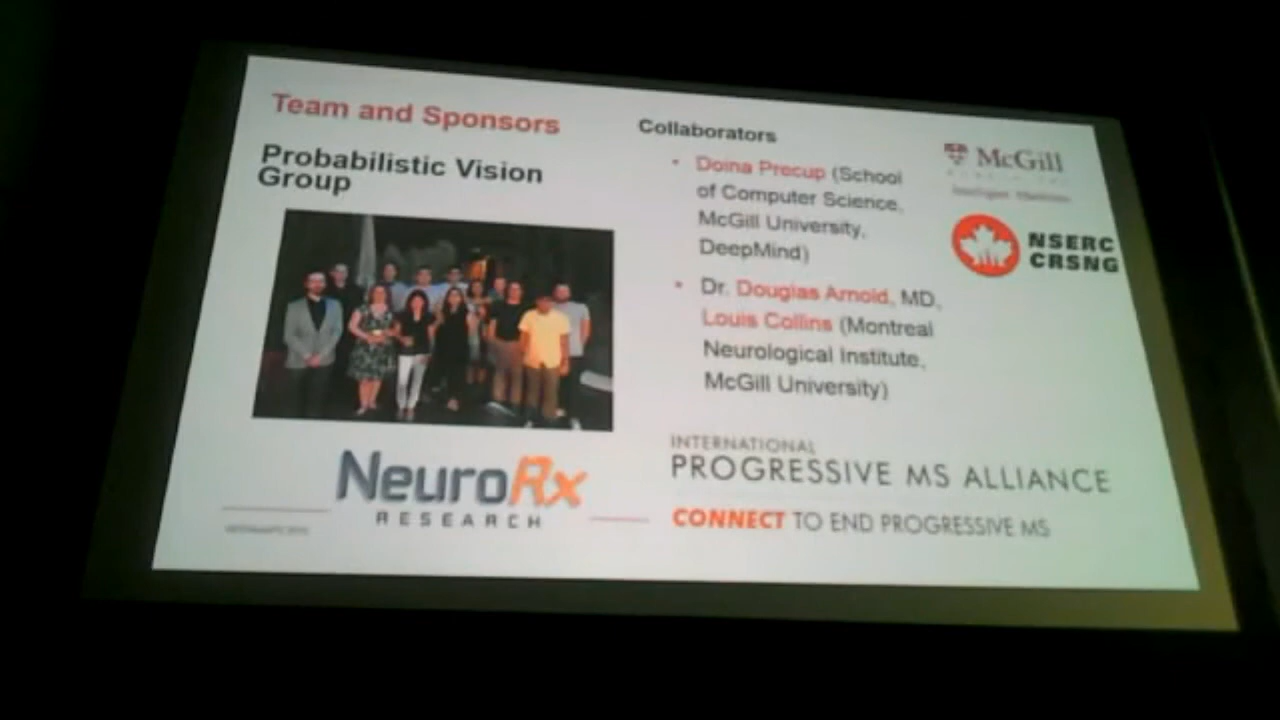 Team and Sponsors
Probabilistic Vision
Group
NeuroRx
RESEARCH
Collaborators
• Doina Precup (School
of Computer Science,
McGill University,
DeepMind)
• Dr. Douglas Arnold, MD,
Louis Collins (Montreal
Neurological Institute,
McGill University)
McGill
NSERC
CRSNG
INTERNATIONAL
PROGRESSIVE MS ALLIANCE
CONNECT TO END PROGRESSIVE MS